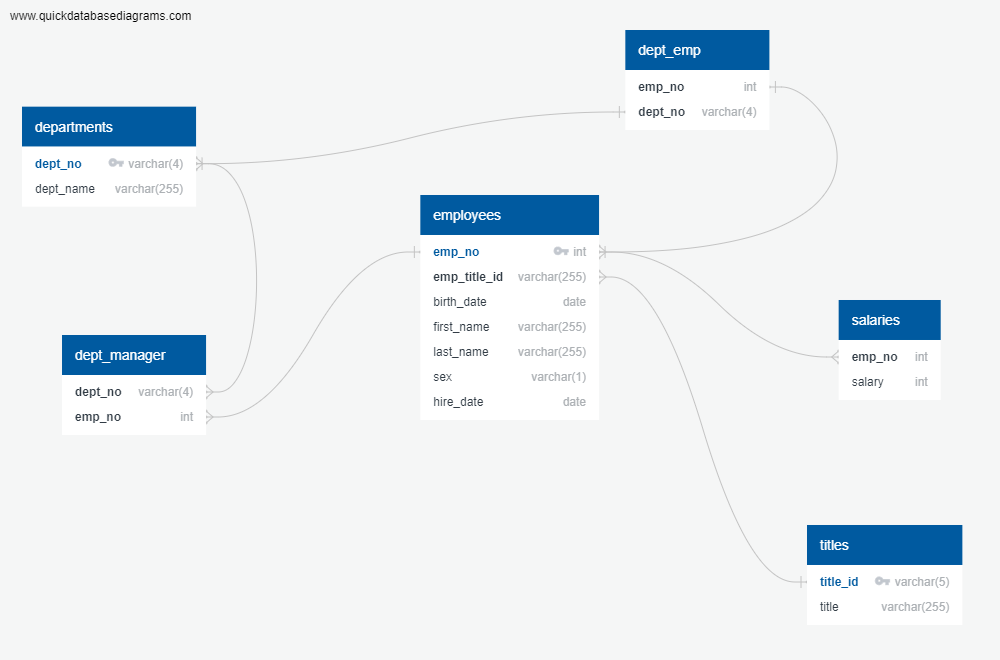 www.quickdatabasediagrams.com
dept_emp
emp_no int
dept_no varchar(4)
departments
dept_no varchar(4)
dept_name varchar(255)
employees
emp_no int
emp_title_id varchar(255)
birth_date date
first_name varchar(255)
last_name varchar(255)
sex varchar(1)
hire_date date
salaries
emp_no int
salary int
dept_manager
dept_no varchar(4)
emp_no int
titles
title_id varchar(5)
title varchar(255)